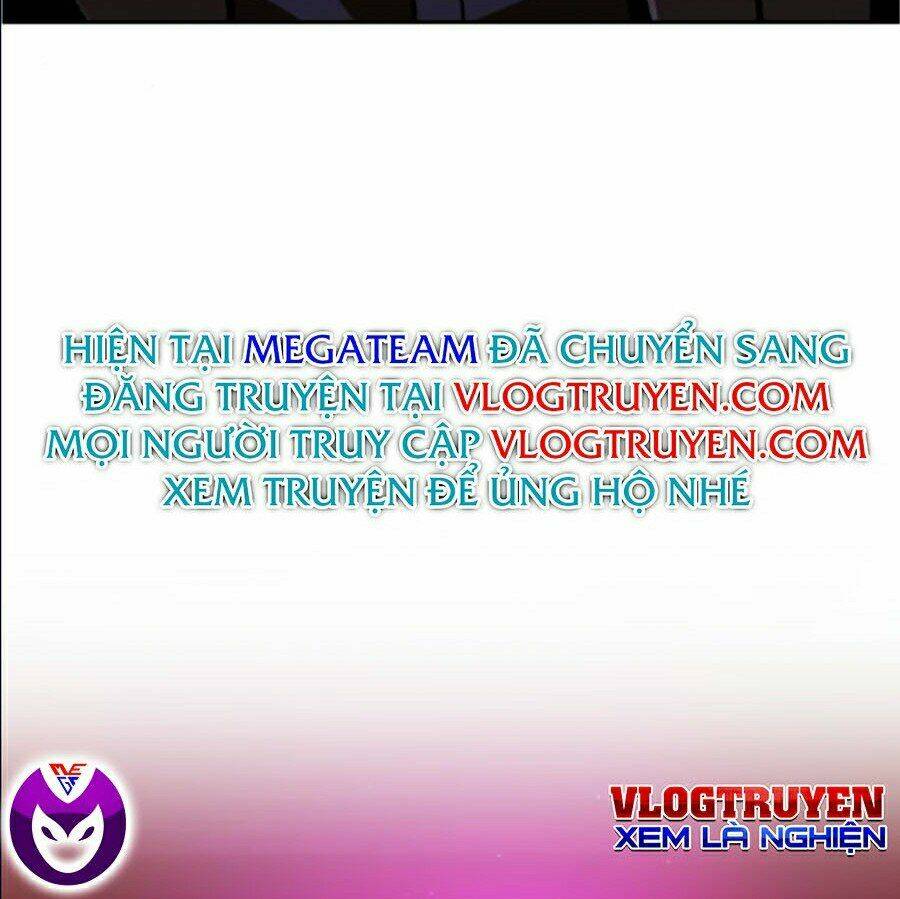 HIỆN TẠI MEGATEAM ĐÃ CHUYỂN SANG
ĐĂNG TRUYỆN TẠI VLOGTRUYEN.COM
MỌI NGƯỜI TRUY CẬP VLOGTRUYEN.COM
XEM TRUYỆN ĐỂ ỦNG HỘ NHÉ
VLOGTRUYEN
XEM LÀ NGHIỆN